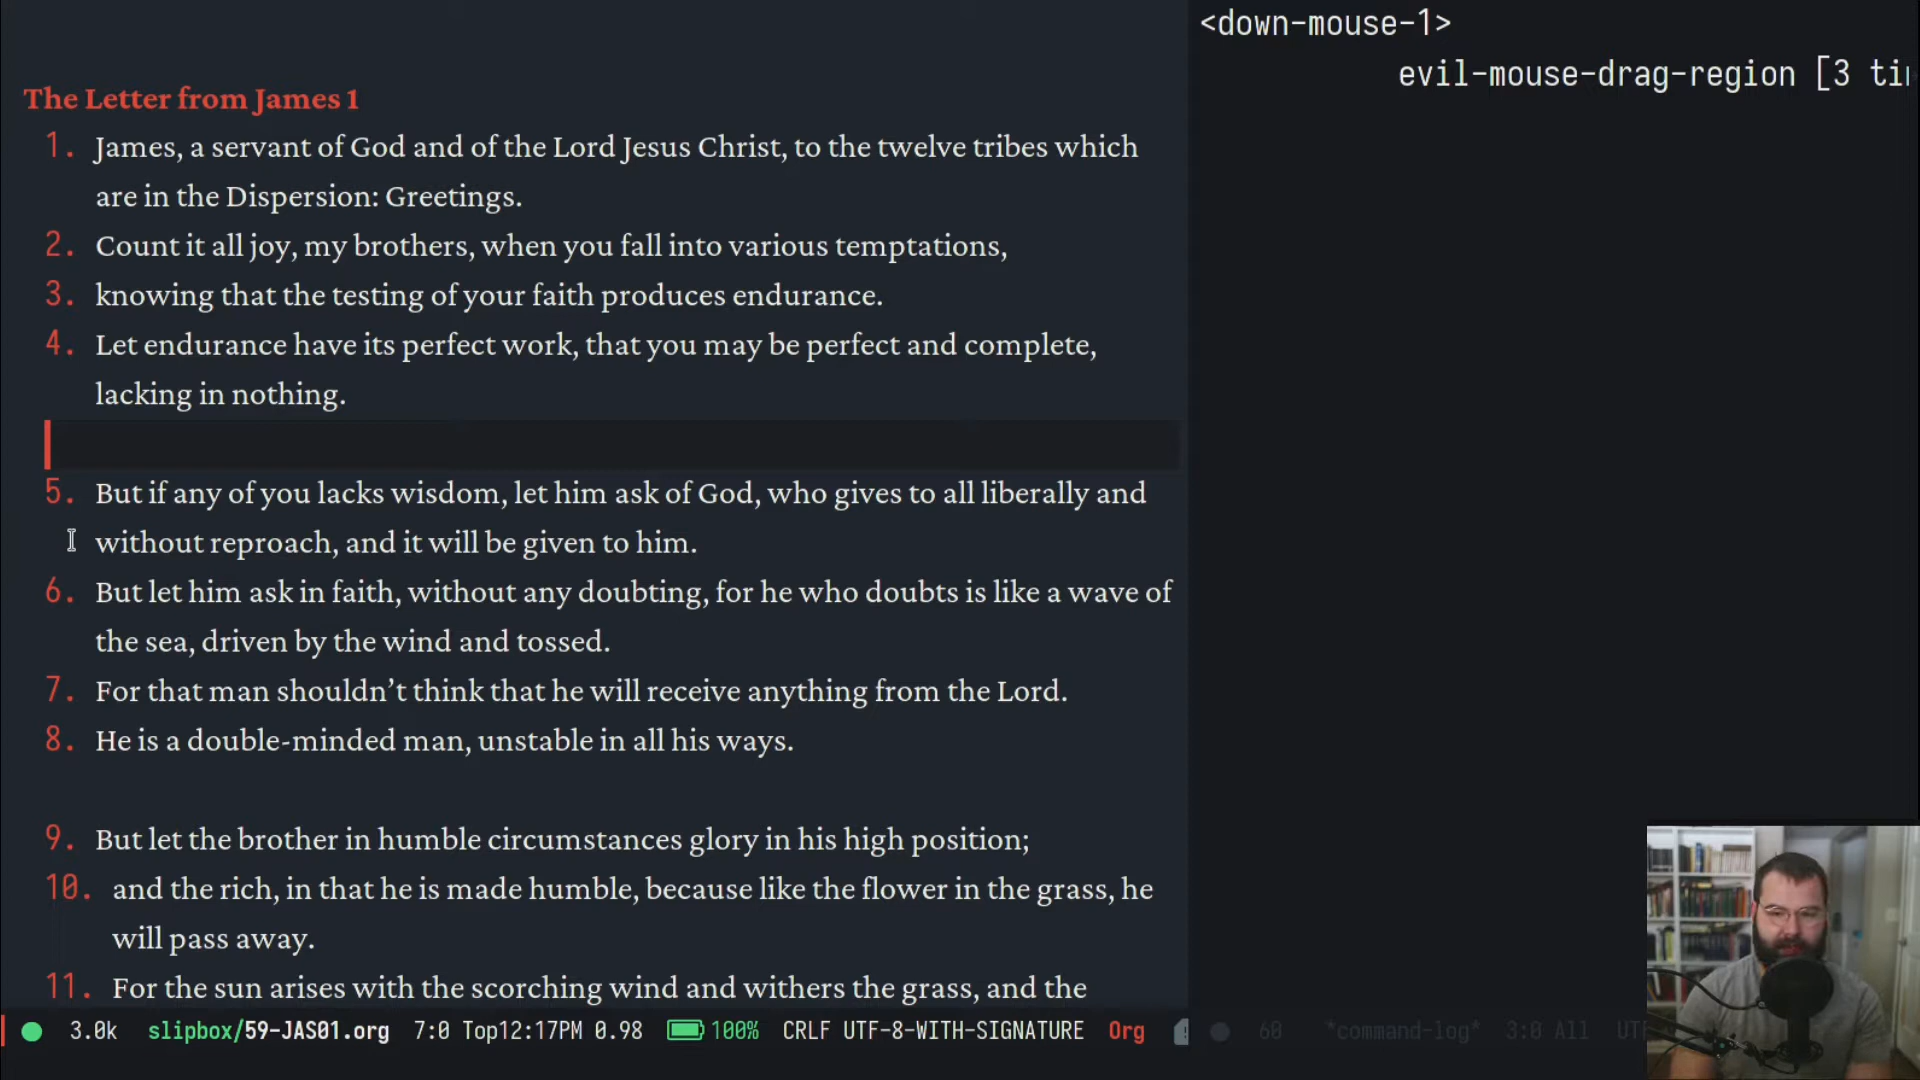 <down-mouse-1>
evil-mouse-drag-region [3 ti
The Letter from James 1
1. James, a servant of God and of the Lord Jesus Christ, to the twelve tribes which
are in the Dispersion: Greetings.
2. Count it all joy, my brothers, when you fall into various temptations,
3. knowing that the testing of your faith produces endurance.
4. Let endurance have its perfect work, that you may be perfect and complete,
lacking in nothing.
5. But if any of you lacks wisdom, let him ask of God, who gives to all liberally and
without reproach, and it will be given to him.
6. But let him ask in faith, without any doubting, for he who doubts is like a wave of
the sea, driven by the wind and tossed.
7. For that man shouldn’t think that he will receive anything from the Lord.
8. He is a double-minded man, unstable in all his ways.
9. But let the brother in humble circumstances glory in his high position;
10. and the rich, in that he is made humble, because like the flower in the grass, he
will pass away.
11. For the sun arises with the scorching wind and withers the grass, and the
3.0k slipbox/59-JAS01.org 7:0 Top12:17PM 0.98 100% CRLF UTF-8-WITH-SIGNATURE Org
60 *command-log* 3:0 All UT